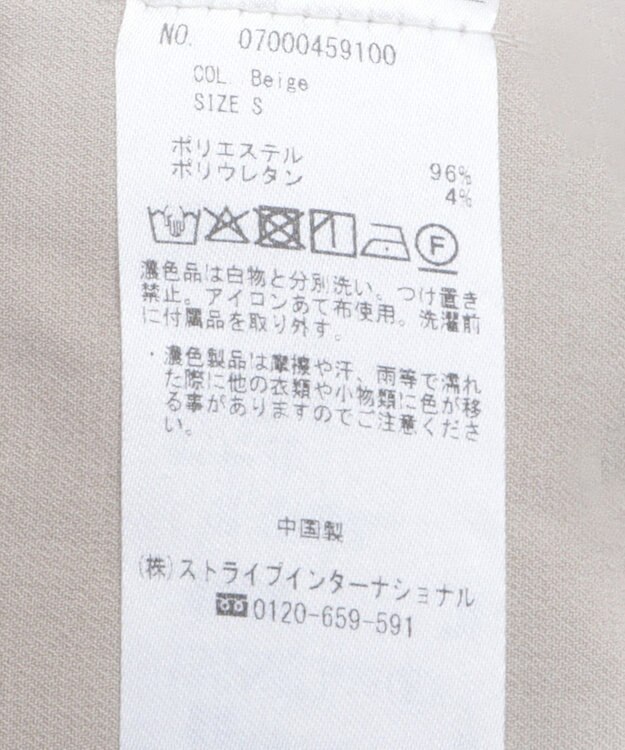 NO. 07000459100
COL. Beige
SIZE S
ポリエステル 96%
ポリウレタン 4%
F
濃色品は白物と分別洗い。つけ置き
禁止。アイロンあて布使用。洗濯前
に付属品を取り外す。
・濃色製品は摩擦や汗、雨等で濡れ
た際に他の衣類や小物類に色が移
る事がありますのでご注意くださ
い。
中国製
(株)ストライプインターナショナル
0120-659-591